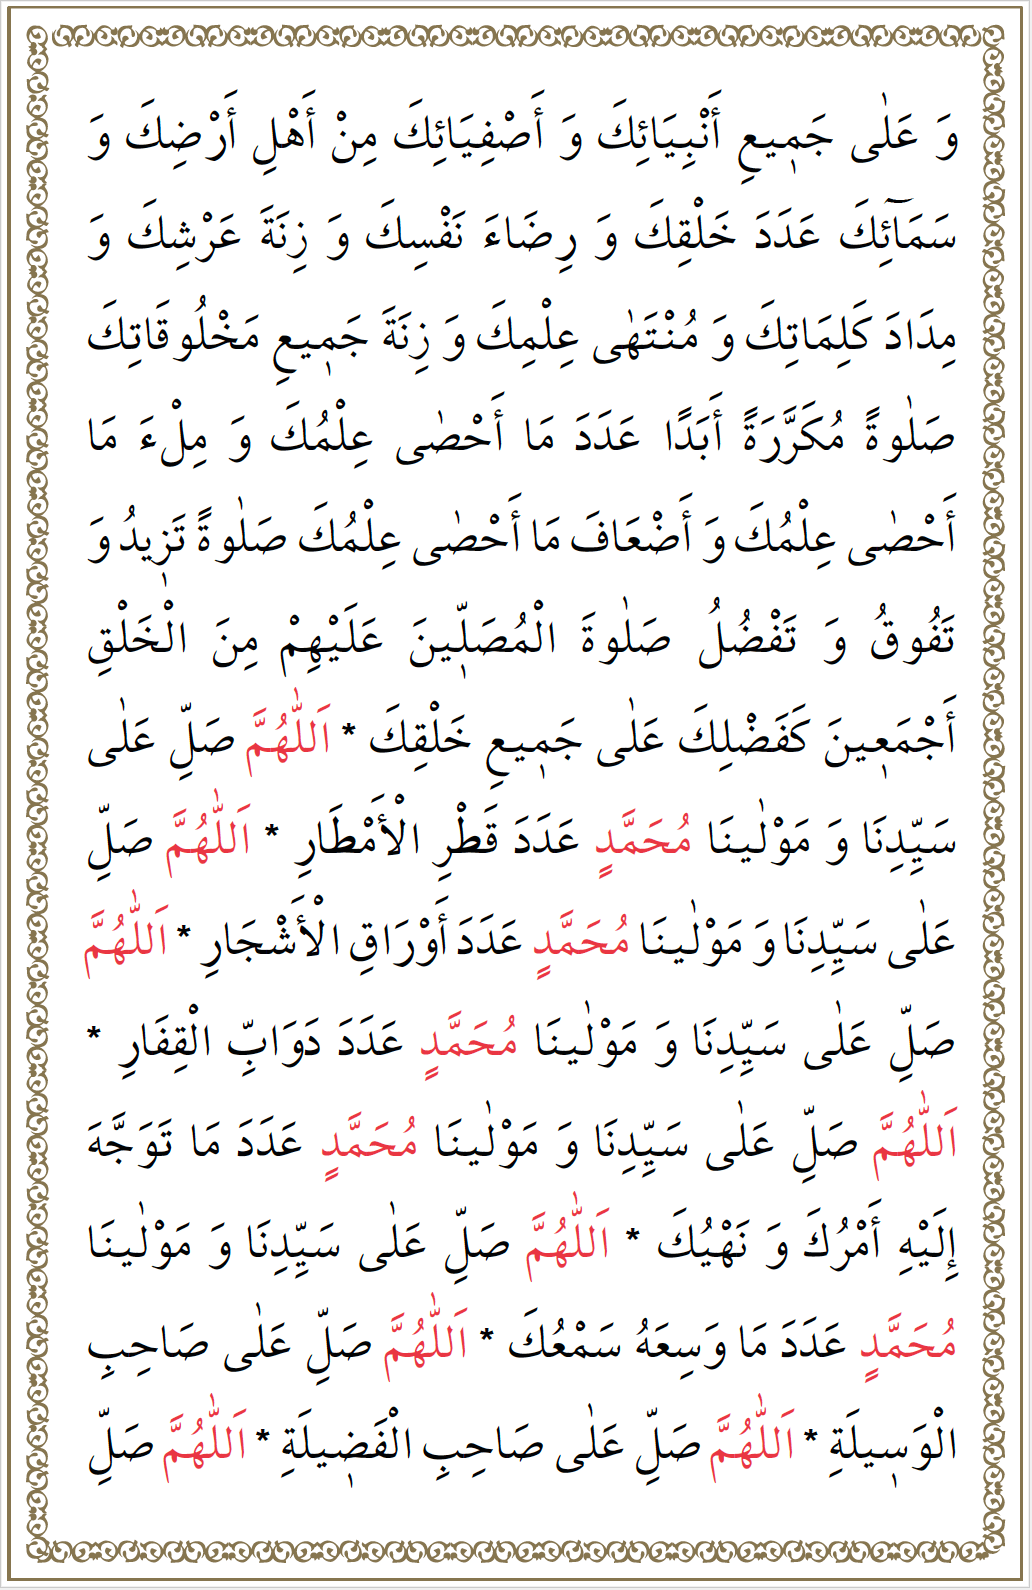 وَ عَلٰى جَمٖيعِ أَنْبِيَائِكَ وَ أَصْفِيَائِكَ مِنْ أَهْلِ أَرْضِكَ وَ
سَمَآئِكَ عَدَدَ خَلْقِكَ وَ رِضَاءَ نَفْسِكَ وَ زِنَةَ عَرْشِكَ وَ
مِدَادَ كَلِمَاتِكَ وَ مُنْتَهٰى عِلْمِكَ وَ زِنَةَ جَمٖيعِ مَخْلُوقَاتِكَ
صَلٰوةً مُكَرَّرَةً أَبَدًا عَدَدَ مَا أَحْصٰى عِلْمُكَ وَ مِلْءَ مَا
أَحْصٰى عِلْمُكَ وَ أَضْعَافَ مَا أَحْصٰى عِلْمُكَ صَلٰوةً تَزٖيدُ وَ
تَفُوقُ وَ تَفْضُلُ صَلٰوةَ الْمُصَلّٖينَ عَلَيْهِمْ مِنَ الْخَلْقِ
أَجْمَعٖينَ كَفَضْلِكَ عَلٰى جَمٖيعِ خَلْقِكَ * اَللّٰهُمَّ صَلِّ عَلٰى
سَيِّدِنَا وَ مَوْلٰينَا مُحَمَّدٍ عَدَدَ قَطْرِ الْأَمْطَارِ * اَللّٰهُمَّ صَلِّ
عَلٰى سَيِّدِنَا وَ مَوْلٰينَا مُحَمَّدٍ عَدَدَ أَوْرَاقِ الْأَشْجَارِ * اَللّٰهُمَّ
صَلِّ عَلٰى سَيِّدِنَا وَ مَوْلٰينَا مُحَمَّدٍ عَدَدَ دَوَابِّ الْقِفَارِ *
اَللّٰهُمَّ صَلِّ عَلٰى سَيِّدِنَا وَ مَوْلٰينَا مُحَمَّدٍ عَدَدَ مَا تَوَجَّهَ
إِلَيْهِ أَمْرُكَ وَ نَهْيُكَ * اَللّٰهُمَّ صَلِّ عَلٰى سَيِّدِنَا وَ مَوْلٰينَا
مُحَمَّدٍ عَدَدَ مَا وَسِعَهُ سَمْعُكَ * اَللّٰهُمَّ صَلِّ عَلٰى صَاحِبِ
الْوَسٖيلَةِ * اَللّٰهُمَّ صَلِّ عَلٰى صَاحِبِ الْفَضٖيلَةِ * اَللّٰهُمَّ صَلِّ